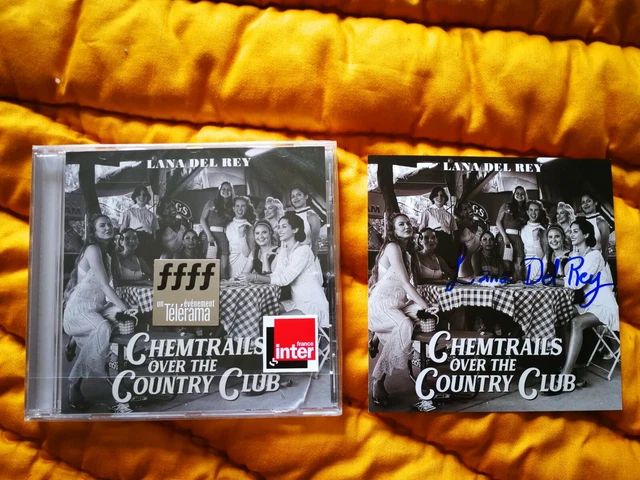 LANA DEL REY
ffff
un événement
Télérama
france
inter
CHEMTRAILS
OVER THE
COUNTRY CLUB
LANA DEL REY
Lana Del Rey
CHEMTRAILS
OVER THE
COUNTRY CLUB